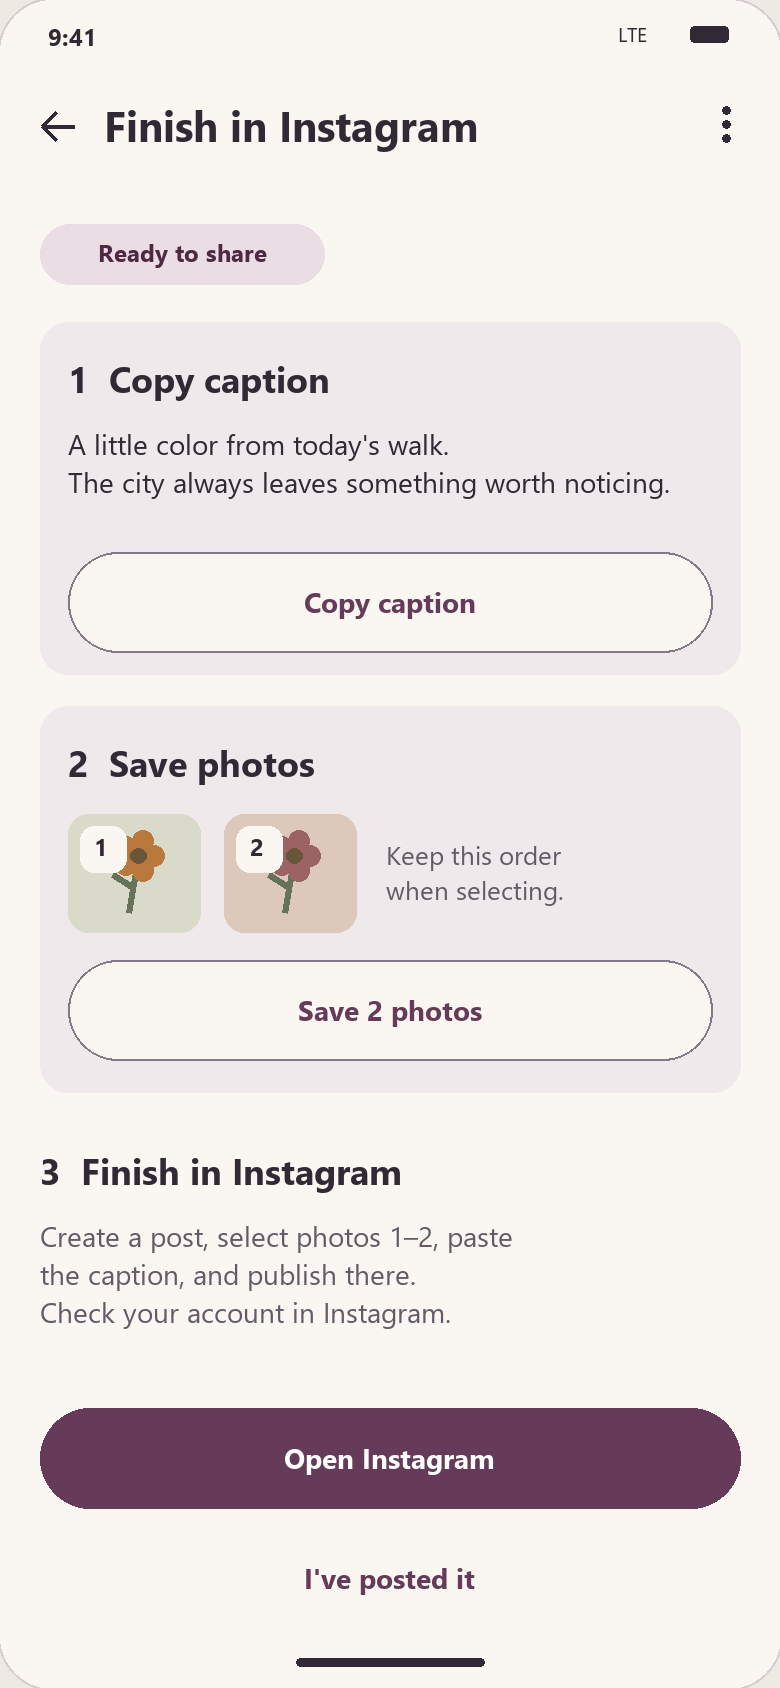 9:41
LTE
Finish in Instagram
Ready to share
1 Copy caption
A little color from today's walk.
The city always leaves something worth noticing.
Copy caption
2 Save photos
1
2
Keep this order
when selecting.
Save 2 photos
3 Finish in Instagram
Create a post, select photos 1–2, paste
the caption, and publish there.
Check your account in Instagram.
Open Instagram
I've posted it